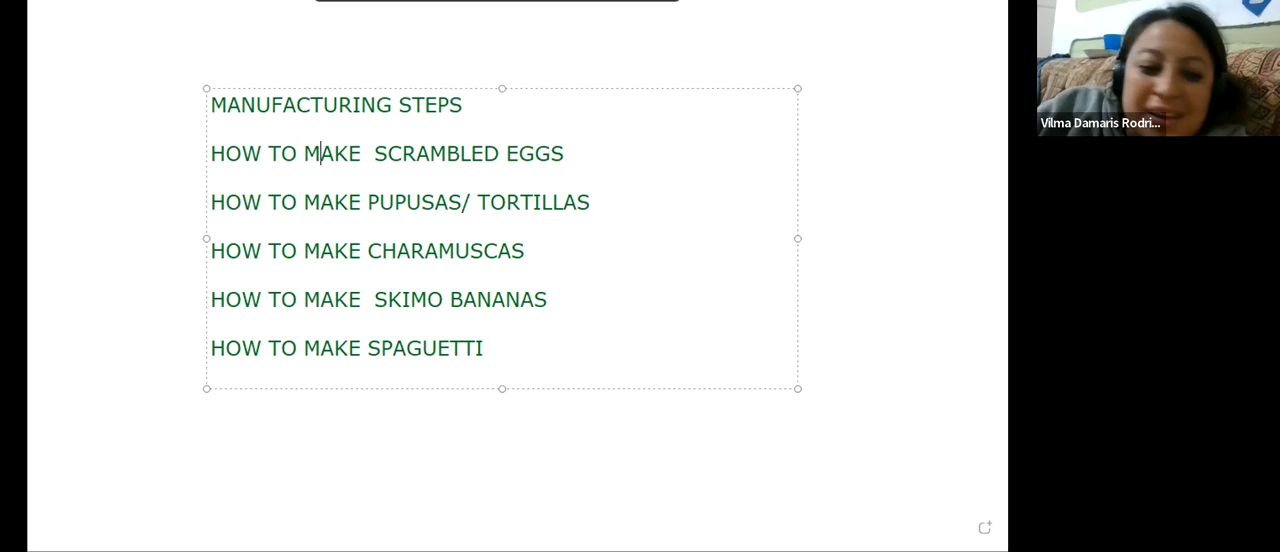 MANUFACTURING STEPS
HOW TO MAKE  SCRAMBLED EGGS
HOW TO MAKE PUPUSAS/ TORTILLAS
HOW TO MAKE CHARAMUSCAS
HOW TO MAKE  SKIMO BANANAS
HOW TO MAKE SPAGUETTI
Vilma Damaris Rodri...